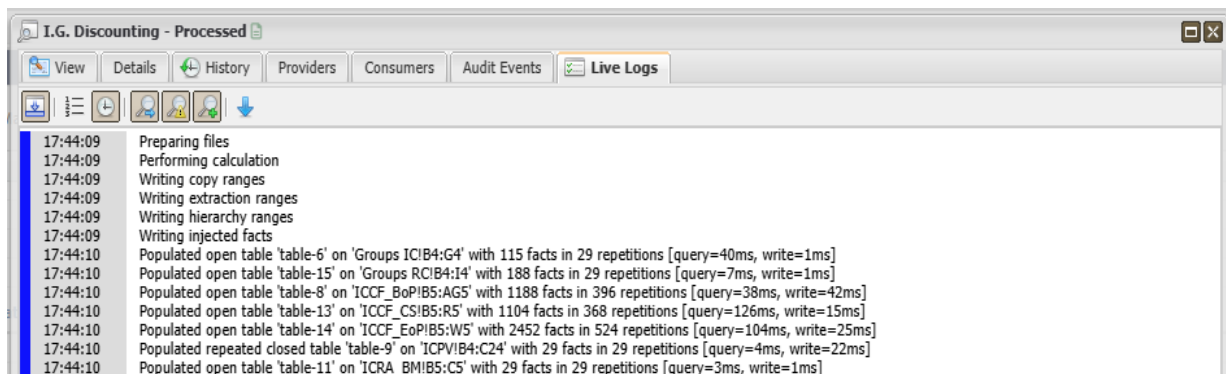 I.G. Discounting - Processed
View Details History Providers Consumers Audit Events Live Logs
17:44:09 Preparing files
17:44:09 Performing calculation
17:44:09 Writing copy ranges
17:44:09 Writing extraction ranges
17:44:09 Writing hierarchy ranges
17:44:09 Writing injected facts
17:44:10 Populated open table 'table-6' on 'Groups IC!B4:G4' with 115 facts in 29 repetitions [query=40ms, write=1ms]
17:44:10 Populated open table 'table-15' on 'Groups RC!B4:I4' with 188 facts in 29 repetitions [query=7ms, write=1ms]
17:44:10 Populated open table 'table-8' on 'ICCF_BoP!B5:AG5' with 1188 facts in 396 repetitions [query=38ms, write=42ms]
17:44:10 Populated open table 'table-13' on 'ICCF_CS!B5:R5' with 1104 facts in 368 repetitions [query=126ms, write=15ms]
17:44:10 Populated open table 'table-14' on 'ICCF_EoP!B5:W5' with 2452 facts in 524 repetitions [query=104ms, write=25ms]
17:44:10 Populated repeated closed table 'table-9' on 'ICPV!B4:C24' with 29 facts in 29 repetitions [query=4ms, write=22ms]
17:44:10 Populated open table 'table-11' on 'ICRA_BM!B5:C5' with 29 facts in 29 repetitions [query=3ms, write=1ms]